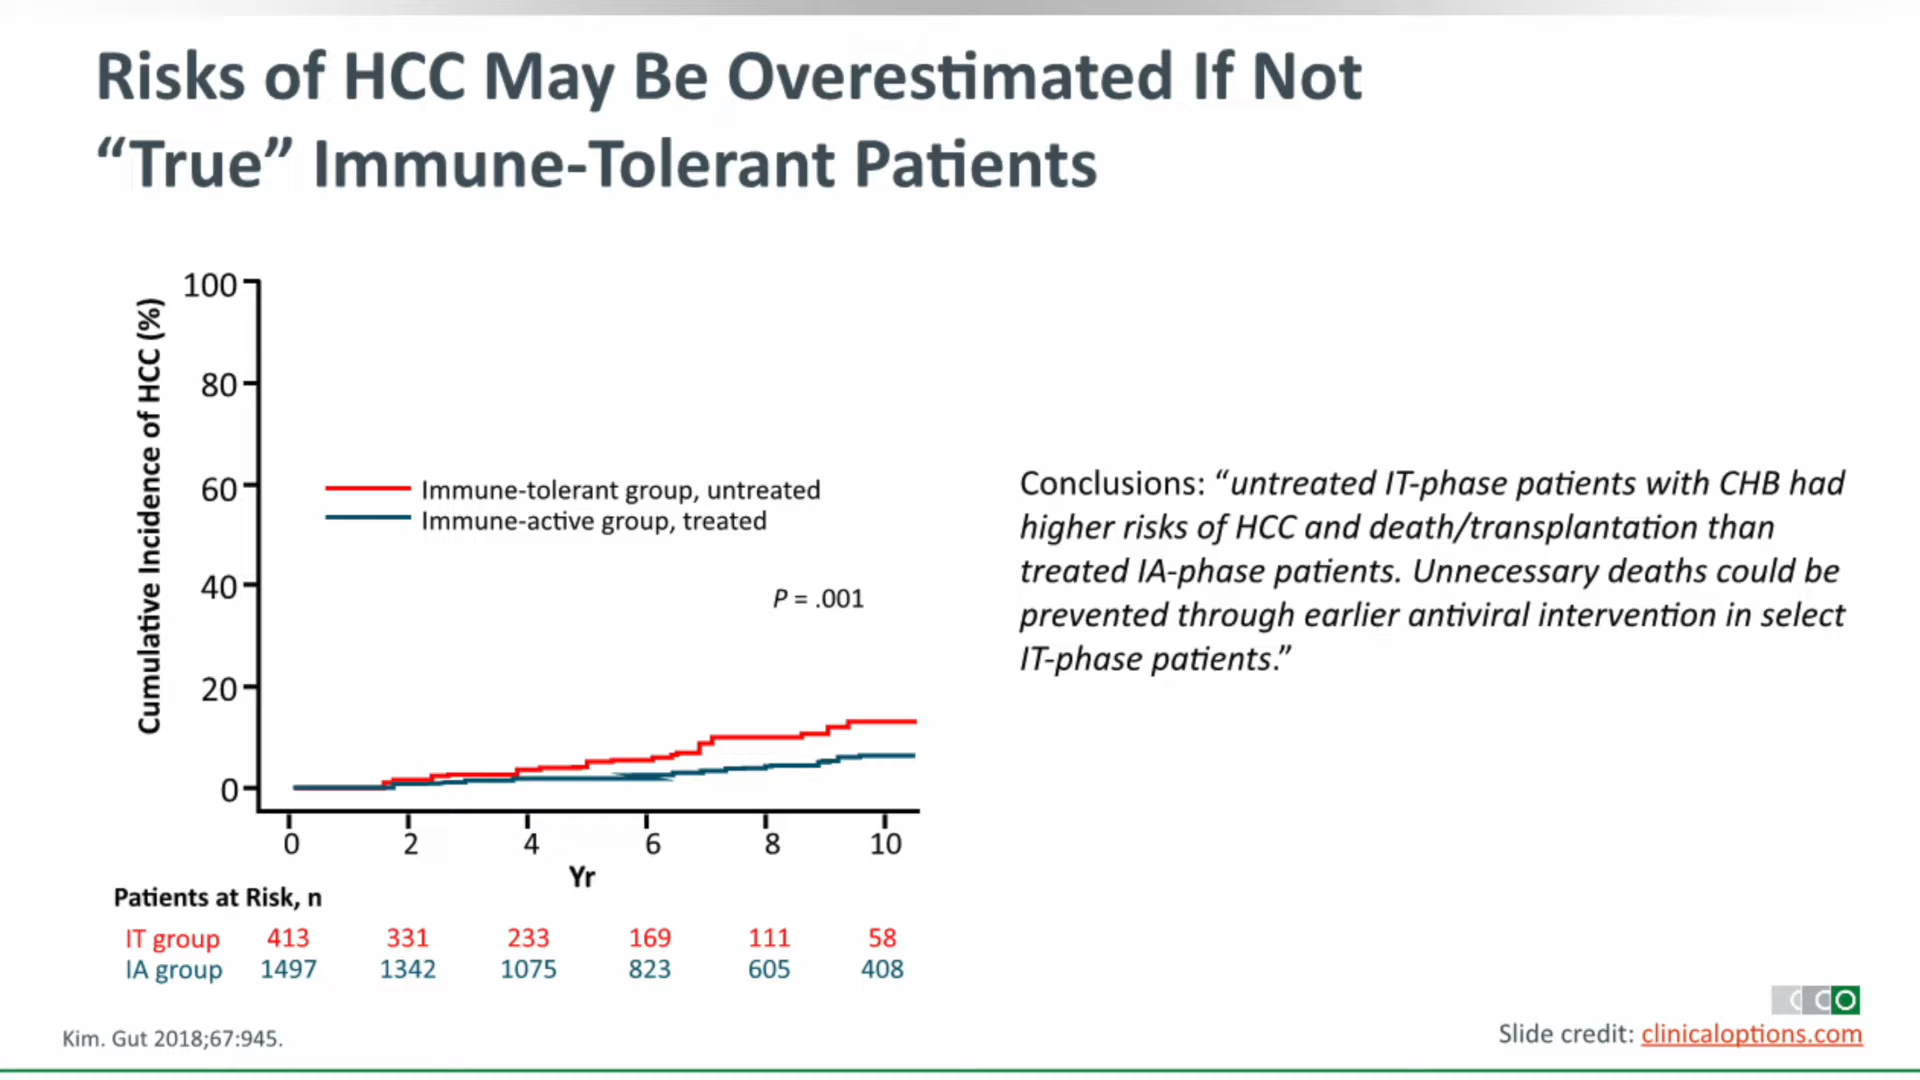 Risks of HCC May Be Overestimated If Not
“True” Immune-Tolerant Patients
Cumulative Incidence of HCC (%)
100
80
60
40
20
0
Immune-tolerant group, untreated
Immune-active group, treated
P = .001
0 2 4 6 8 10
Yr
Conclusions: “untreated IT-phase patients with CHB had
higher risks of HCC and death/transplantation than
treated IA-phase patients. Unnecessary deaths could be
prevented through earlier antiviral intervention in select
IT-phase patients.”
Patients at Risk, n
IT group 413 331 233 169 111 58
IA group 1497 1342 1075 823 605 408
CCO
Kim. Gut 2018;67:945.
Slide credit: clinicaloptions.com